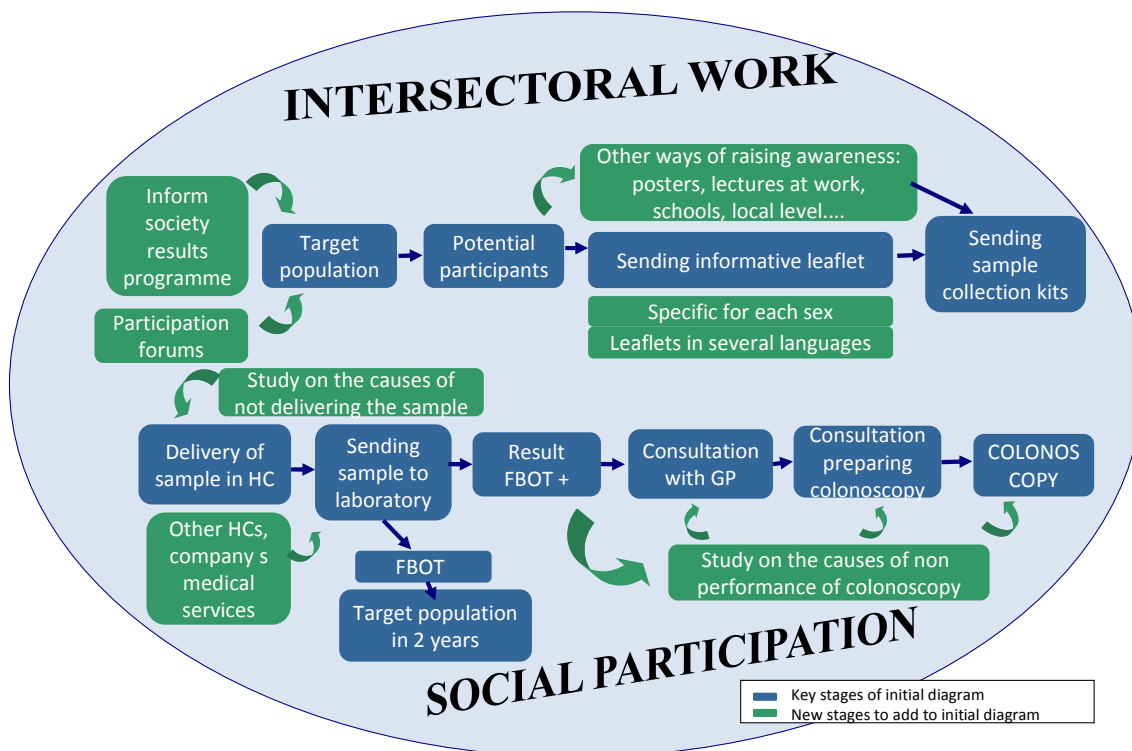 INTERSECTORAL WORK
Inform
society
results
programme
Participation
forums
Target
population
Potential
participants
Other ways of raising awareness:
posters, lectures at work,
schools, local level....
Sending informative leaflet
Specific for each sex
Leaflets in several languages
Sending
sample
collection kits
Study on the causes of
not delivering the sample
Delivery of
sample in HC
Sending
sample to
laboratory
Result
FBOT +
Consultation
with GP
Consultation
preparing
colonoscopy
COLONOS
COPY
Other HCs,
company s
medical
services
FBOT
Target population
in 2 years
Study on the causes of non
performance of colonoscopy
SOCIAL PARTICIPATION
Key stages of initial diagram
New stages to add to initial diagram